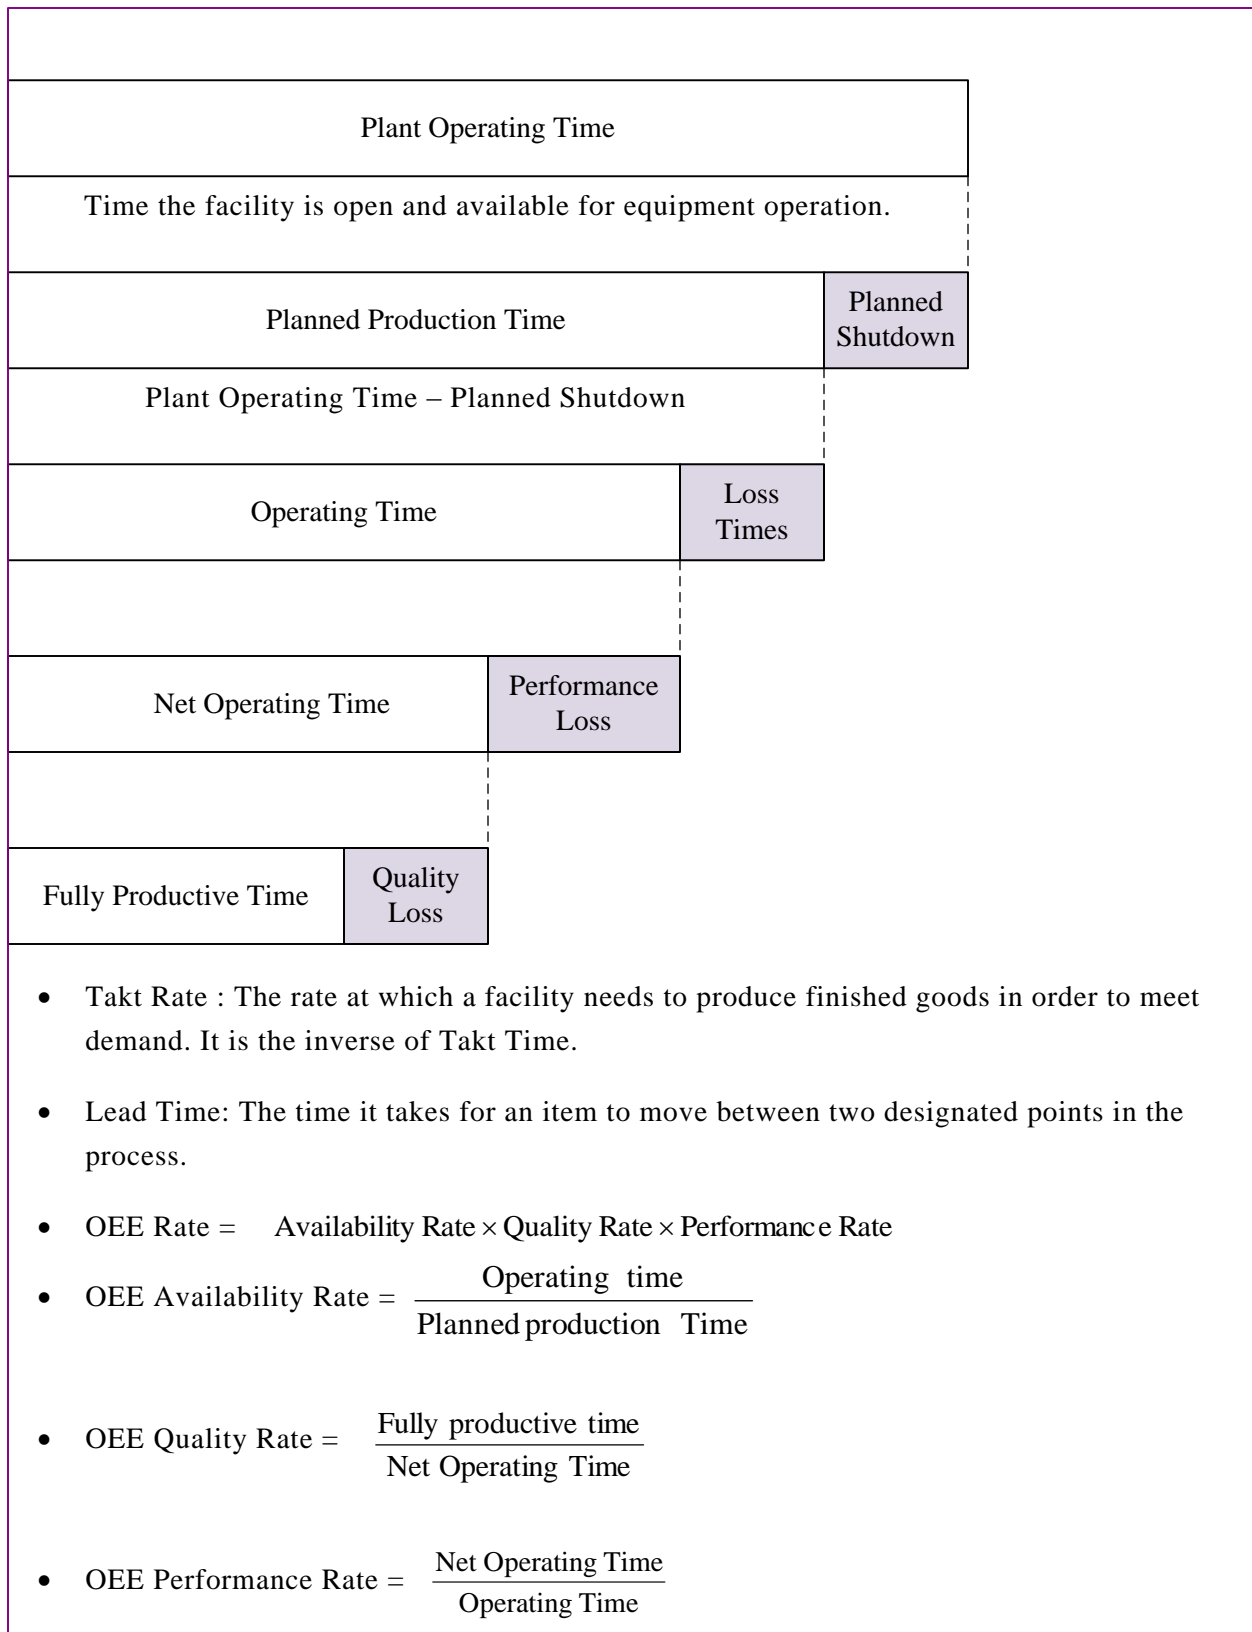 Plant Operating Time
Time the facility is open and available for equipment operation.
Planned Production Time
Planned
Shutdown
Plant Operating Time – Planned Shutdown
Operating Time
Loss
Times
Net Operating Time
Performance
Loss
Fully Productive Time
Quality
Loss
• Takt Rate : The rate at which a facility needs to produce finished goods in order to meet
demand. It is the inverse of Takt Time.
• Lead Time: The time it takes for an item to move between two designated points in the
process.
• OEE Rate = Availability Rate × Quality Rate × Performance Rate
• OEE Availability Rate = Operating time
Planned production Time
• OEE Quality Rate = Fully productive time
Net Operating Time
• OEE Performance Rate = Net Operating Time
Operating Time